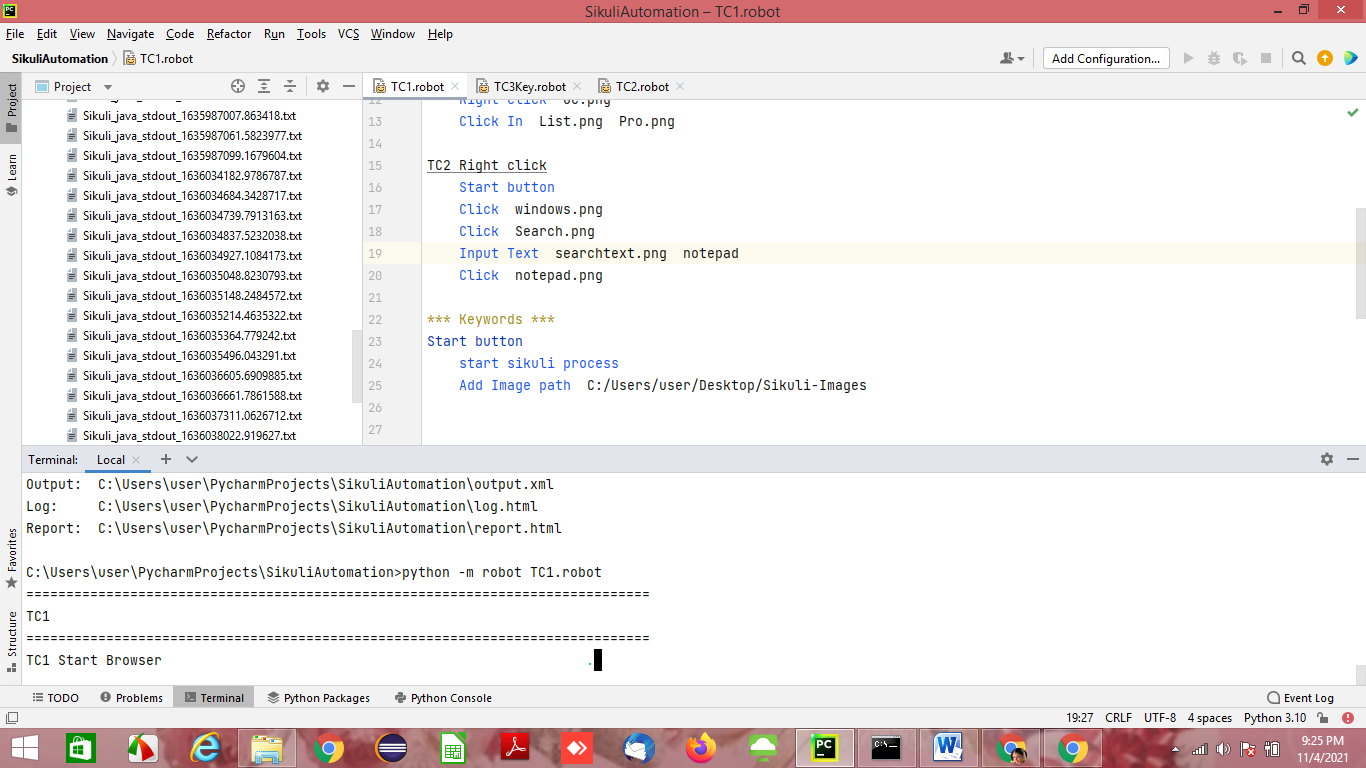 SikuliAutomation – TC1.robot
File Edit View Navigate Code Refactor Run Tools VCS Window Help
SikuliAutomation TC1.robot Add Configuration...
Project
TC1.robot TC3Key.robot TC2.robot
Project
Learn
Favorites
Structure
Sikuli_java_stdout_1635987007.863418.txt
Sikuli_java_stdout_1635987061.5823977.txt
Sikuli_java_stdout_1635987099.1679604.txt
Sikuli_java_stdout_1636034182.9786787.txt
Sikuli_java_stdout_1636034684.3428717.txt
Sikuli_java_stdout_1636034739.7913163.txt
Sikuli_java_stdout_1636034837.5232038.txt
Sikuli_java_stdout_1636034927.1084173.txt
Sikuli_java_stdout_1636035048.8230793.txt
Sikuli_java_stdout_1636035148.2484572.txt
Sikuli_java_stdout_1636035214.4635322.txt
Sikuli_java_stdout_1636035364.779242.txt
Sikuli_java_stdout_1636035496.043291.txt
Sikuli_java_stdout_1636036605.6909885.txt
Sikuli_java_stdout_1636036661.7861588.txt
Sikuli_java_stdout_1636037311.0626712.txt
Sikuli_java_stdout_1636038022.919627.txt
12 Right click
13 Click In List.png Pro.png
14
15 TC2 Right click
16 Start button
17 Click windows.png
18 Click Search.png
19 Input Text searchtext.png notepad
20 Click notepad.png
21
22 *** Keywords ***
23 Start button
24 start sikuli process
25 Add Image path C:/Users/user/Desktop/Sikuli-Images
26
27
Terminal: Local
Output: C:\Users\user\PycharmProjects\SikuliAutomation\output.xml
Log: C:\Users\user\PycharmProjects\SikuliAutomation\log.html
Report: C:\Users\user\PycharmProjects\SikuliAutomation\report.html
C:\Users\user\PycharmProjects\SikuliAutomation>python -m robot TC1.robot
==============================================================================
TC1
==============================================================================
TC1 Start Browser .
TODO Problems Terminal Python Packages Python Console Event Log
19:27 CRLF UTF-8 4 spaces Python 3.10
9:25 PM
11/4/2021